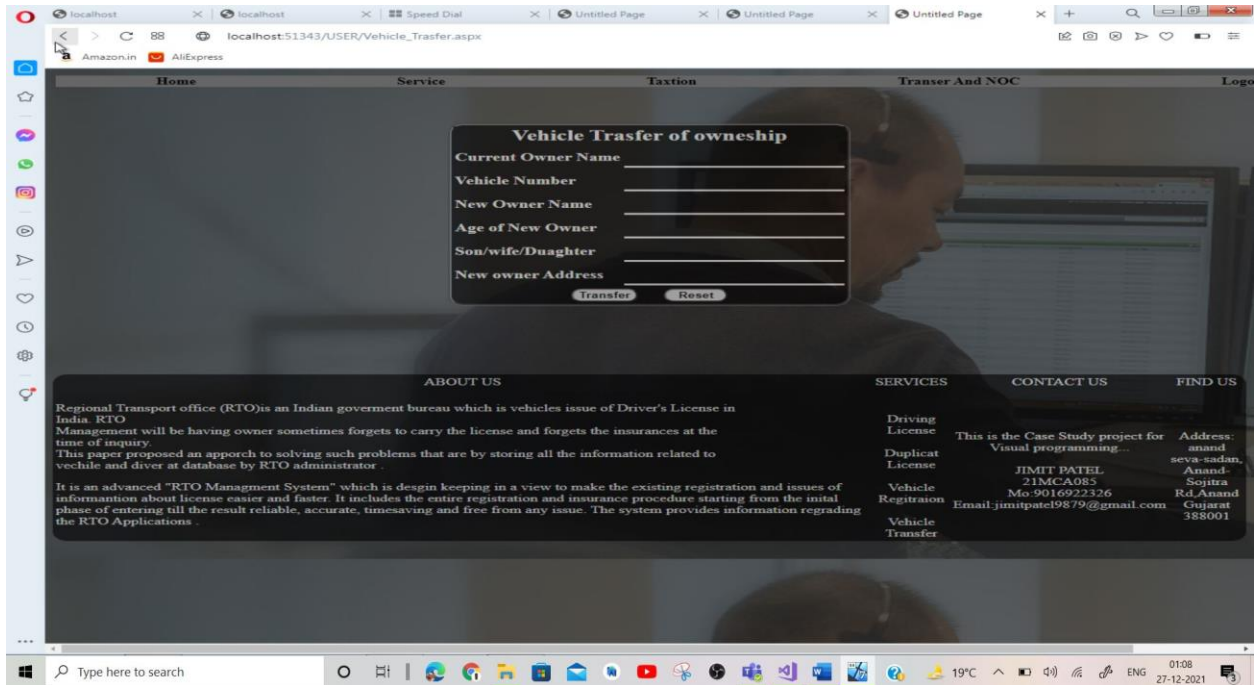 localhost
localhost
Speed Dial
Untitled Page
Untitled Page
Untitled Page
88
localhost:51343/USER/Vehicle_Trasfer.aspx
Amazon.in AliExpress
Home Service Taxtion Transer And NOC Logo
Vehicle Trasfer of owneship
Current Owner Name
Vehicle Number
New Owner Name
Age of New Owner
Son/wife/Duaghter
New owner Address
Transfer Reset
ABOUT US
Regional Transport office (RTO)is an Indian goverment bureau which is vehicles issue of Driver's License in
India. RTO
Management will be having owner sometimes forgets to carry the license and forgets the insurances at the
time of inquiry.
This paper proposed an apporch to solving such problems that are by storing all the information related to
vechile and diver at database by RTO administrator .
It is an advanced "RTO Managment System" which is desgin keeping in a view to make the existing registration and issues of
informantion about license easier and faster. It includes the entire registration and insurance procedure starting from the inital
phase of entering till the result reliable, accurate, timesaving and free from any issue. The system provides information regrading
the RTO Applications .
SERVICES
Driving
License
Duplicat
License
Vehicle
Regitraion
Vehicle
Transfer
CONTACT US
This is the Case Study project for
Visual programming...
JIMIT PATEL
21MCA085
Mo:9016922326
Email:jimitpatel9879@gmail.com
FIND US
Address:
anand
seva-sadan,
Anand-
Sojitra
Rd,Anand
Gujarat
388001
Type here to search
19°C
ENG
01:08
27-12-2021
3